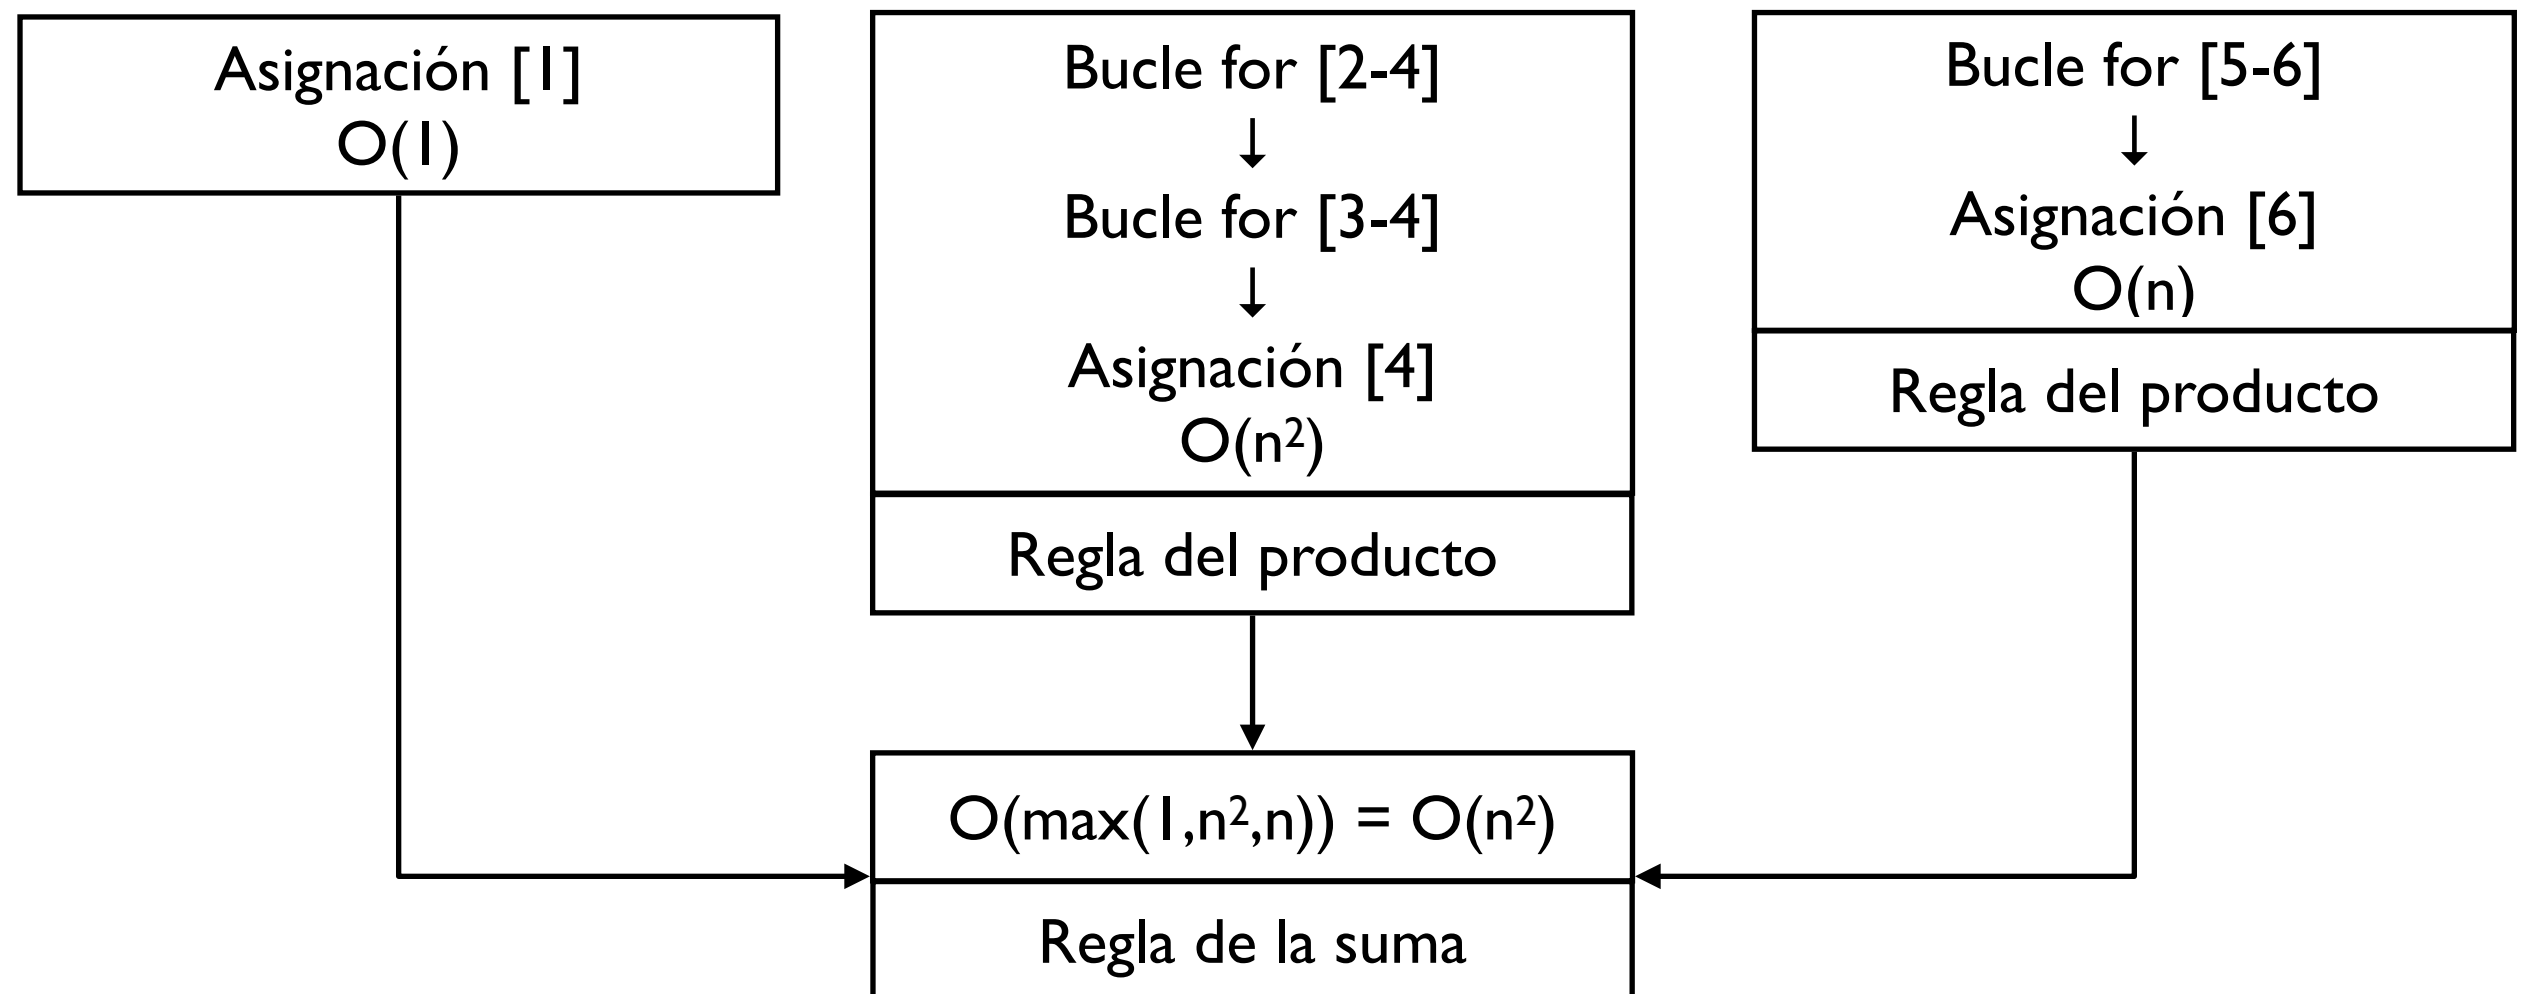 Asignación [1]
O(1)
Bucle for [2-4]
↓
Bucle for [3-4]
↓
Asignación [4]
O(n²)
Regla del producto
Bucle for [5-6]
↓
Asignación [6]
O(n)
Regla del producto
O(max(1,n²,n)) = O(n²)
Regla de la suma